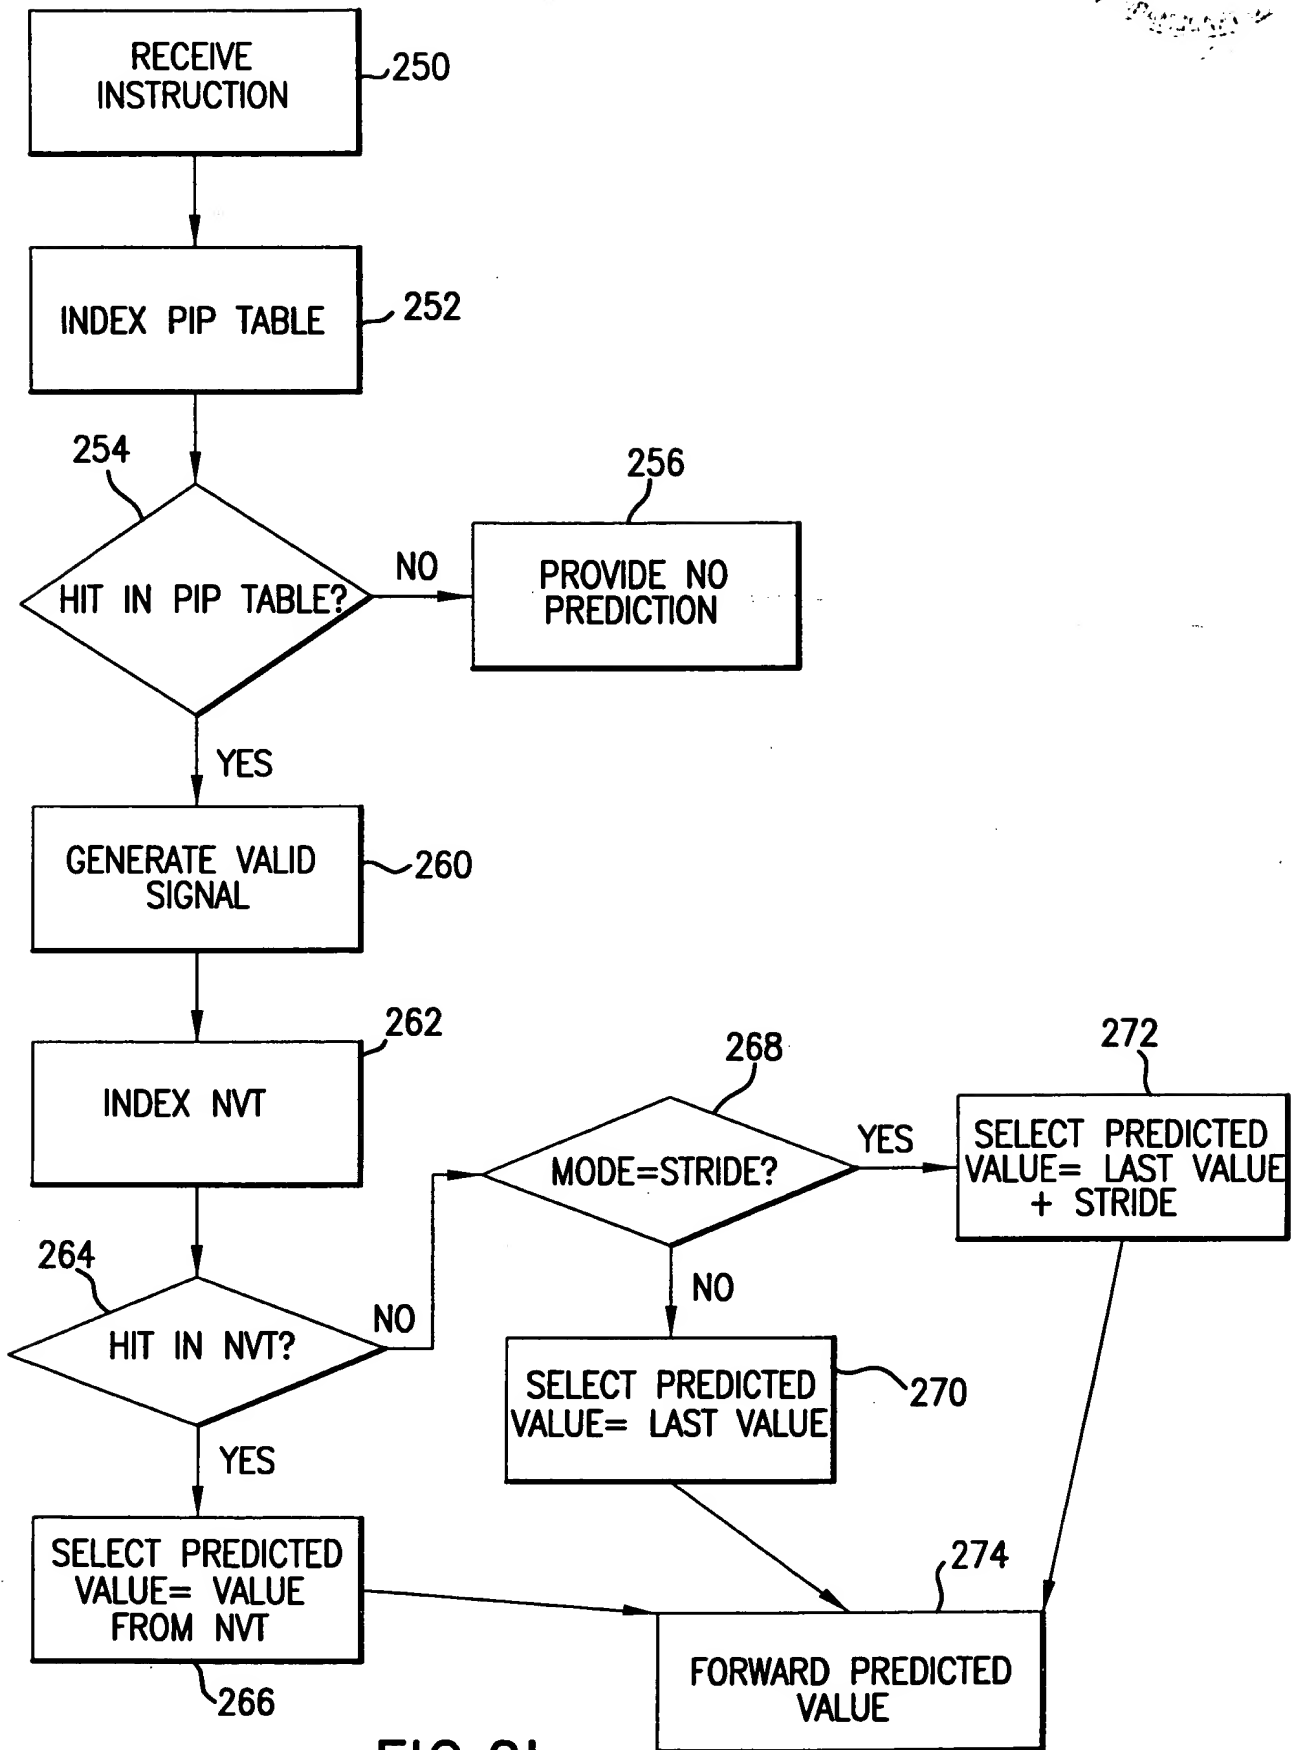 RECEIVE
INSTRUCTION
250
INDEX PIP TABLE
252
254
HIT IN PIP TABLE?
NO
256
PROVIDE NO
PREDICTION
YES
GENERATE VALID
SIGNAL
260
262
INDEX NVT
264
HIT IN NVT?
NO
268
MODE=STRIDE?
YES
272
SELECT PREDICTED
VALUE= LAST VALUE
+ STRIDE
NO
SELECT PREDICTED
VALUE= LAST VALUE
270
YES
SELECT PREDICTED
VALUE= VALUE
FROM NVT
266
274
FORWARD PREDICTED
VALUE